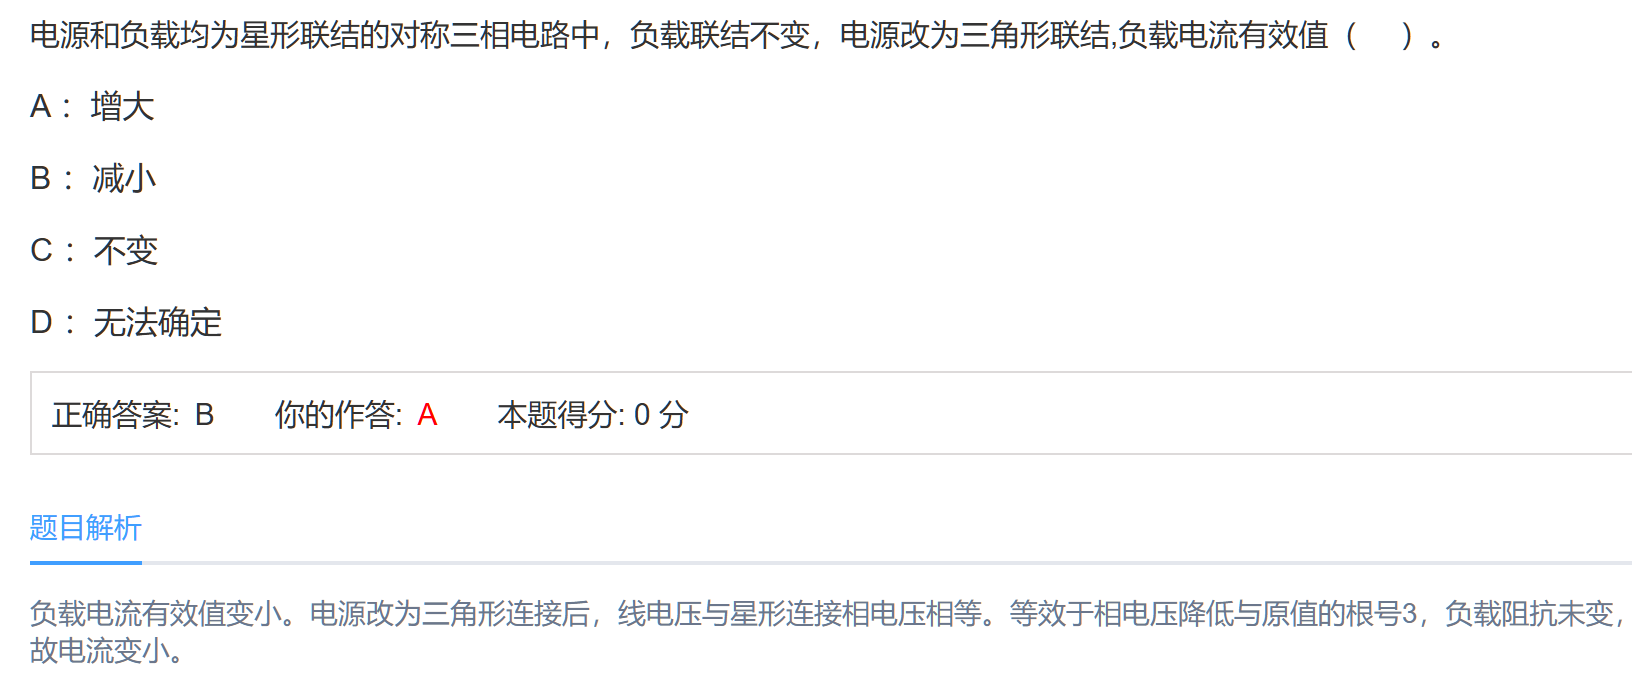 电源和负载均为星形联结的对称三相电路中，负载联结不变，电源改为三角形联结,负载电流有效值（ ）。
A： 增大
B： 减小
C： 不变
D： 无法确定
正确答案: B 你的作答: A 本题得分: 0 分
题目解析
负载电流有效值变小。电源改为三角形连接后，线电压与星形连接相电压相等。等效于相电压降低与原值的根号3，负载阻抗未变，
故电流变小。